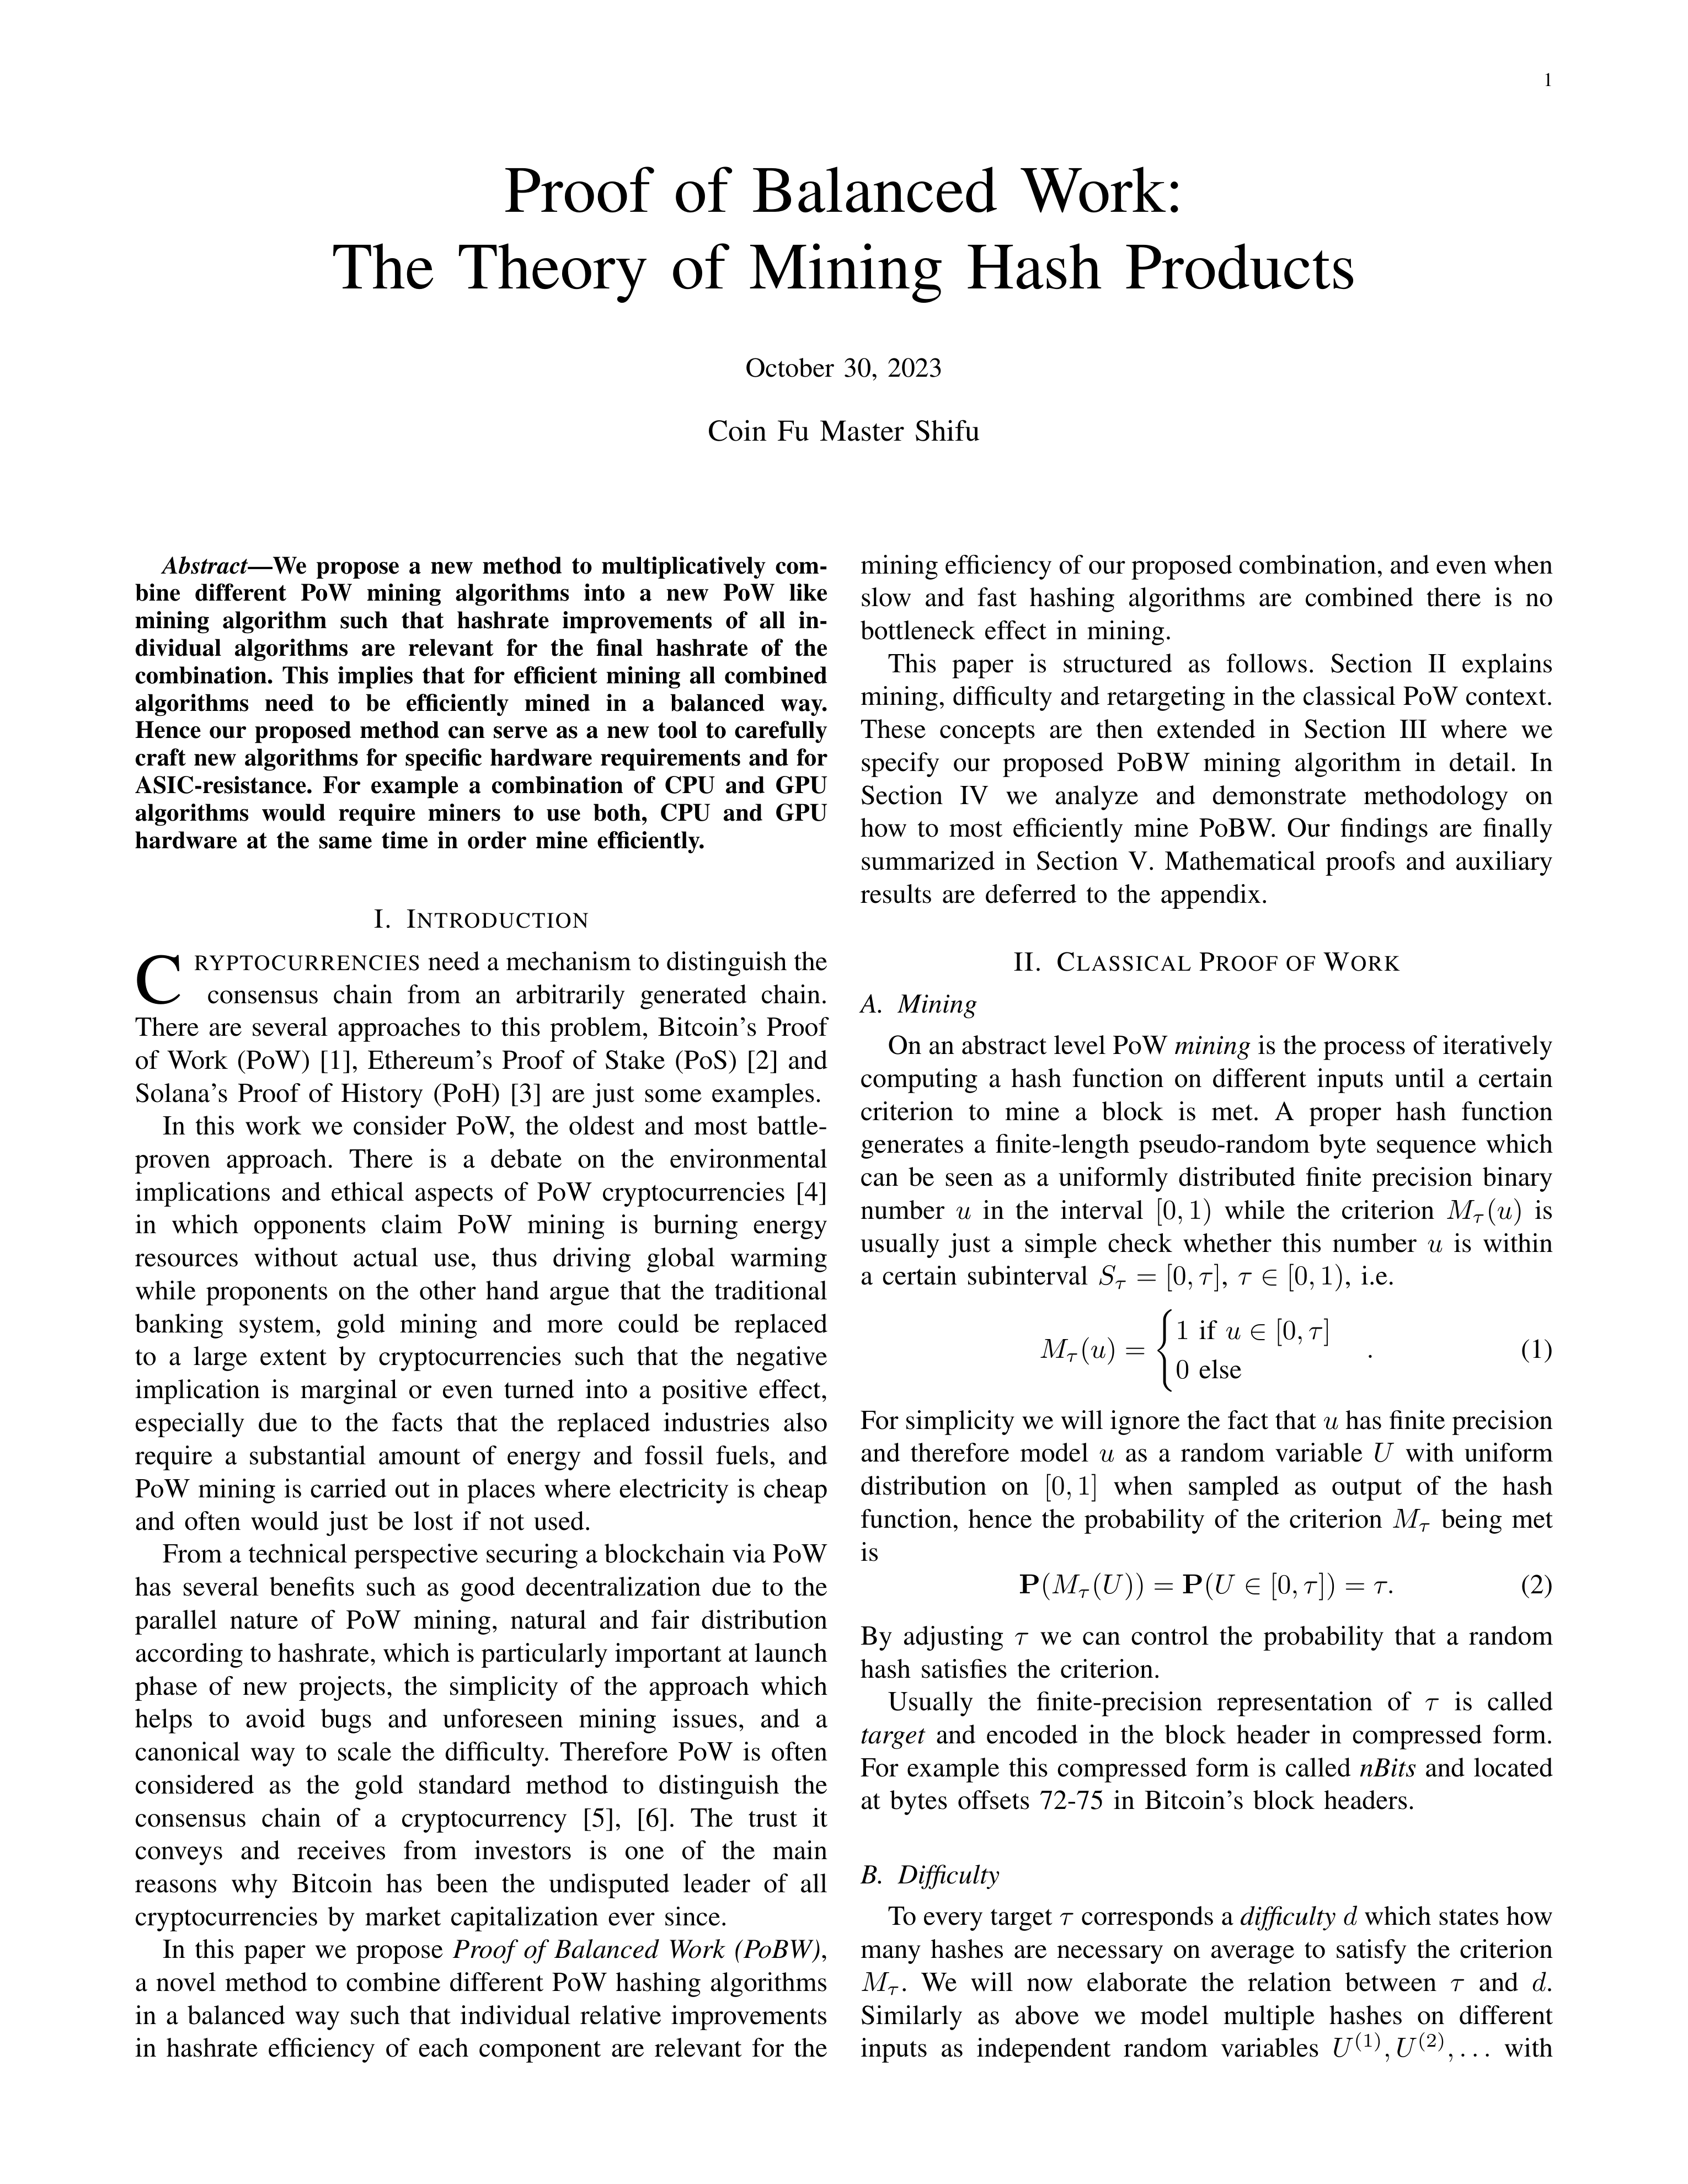 1
Proof of Balanced Work:
The Theory of Mining Hash Products
October 30, 2023
Coin Fu Master Shifu
Abstract—We propose a new method to multiplicatively com-
bine different PoW mining algorithms into a new PoW like
mining algorithm such that hashrate improvements of all in-
dividual algorithms are relevant for the final hashrate of the
combination. This implies that for efficient mining all combined
algorithms need to be efficiently mined in a balanced way.
Hence our proposed method can serve as a new tool to carefully
craft new algorithms for specific hardware requirements and for
ASIC-resistance. For example a combination of CPU and GPU
algorithms would require miners to use both, CPU and GPU
hardware at the same time in order mine efficiently.
I. INTRODUCTION
CRYPTOCURRENCIES need a mechanism to distinguish the
consensus chain from an arbitrarily generated chain.
There are several approaches to this problem, Bitcoin's Proof
of Work (PoW) [1], Ethereum's Proof of Stake (PoS) [2] and
Solana's Proof of History (PoH) [3] are just some examples.
In this work we consider PoW, the oldest and most battle-
proven approach. There is a debate on the environmental
implications and ethical aspects of PoW cryptocurrencies [4]
in which opponents claim PoW mining is burning energy
resources without actual use, thus driving global warming
while proponents on the other hand argue that the traditional
banking system, gold mining and more could be replaced
to a large extent by cryptocurrencies such that the negative
implication is marginal or even turned into a positive effect,
especially due to the facts that the replaced industries also
require a substantial amount of energy and fossil fuels, and
PoW mining is carried out in places where electricity is cheap
and often would just be lost if not used.
From a technical perspective securing a blockchain via PoW
has several benefits such as good decentralization due to the
parallel nature of PoW mining, natural and fair distribution
according to hashrate, which is particularly important at launch
phase of new projects, the simplicity of the approach which
helps to avoid bugs and unforeseen mining issues, and a
canonical way to scale the difficulty. Therefore PoW is often
considered as the gold standard method to distinguish the
consensus chain of a cryptocurrency [5], [6]. The trust it
conveys and receives from investors is one of the main
reasons why Bitcoin has been the undisputed leader of all
cryptocurrencies by market capitalization ever since.
In this paper we propose Proof of Balanced Work (PoBW),
a novel method to combine different PoW hashing algorithms
in a balanced way such that individual relative improvements
in hashrate efficiency of each component are relevant for the
mining efficiency of our proposed combination, and even when
slow and fast hashing algorithms are combined there is no
bottleneck effect in mining.
This paper is structured as follows. Section II explains
mining, difficulty and retargeting in the classical PoW context.
These concepts are then extended in Section III where we
specify our proposed PoBW mining algorithm in detail. In
Section IV we analyze and demonstrate methodology on
how to most efficiently mine PoBW. Our findings are finally
summarized in Section V. Mathematical proofs and auxiliary
results are deferred to the appendix.
II. CLASSICAL PROOF OF WORK
A. Mining
On an abstract level PoW mining is the process of iteratively
computing a hash function on different inputs until a certain
criterion to mine a block is met. A proper hash function
generates a finite-length pseudo-random byte sequence which
can be seen as a uniformly distributed finite precision binary
number u in the interval [0, 1) while the criterion M_τ(u) is
usually just a simple check whether this number u is within
a certain subinterval S_τ = [0, τ], τ ∈ [0, 1), i.e.
M_τ(u) = { 1 if u ∈ [0, τ]
0 else . (1)
For simplicity we will ignore the fact that u has finite precision
and therefore model u as a random variable U with uniform
distribution on [0, 1] when sampled as output of the hash
function, hence the probability of the criterion M_τ being met
is
P(M_τ(U)) = P(U ∈ [0, τ]) = τ. (2)
By adjusting τ we can control the probability that a random
hash satisfies the criterion.
Usually the finite-precision representation of τ is called
target and encoded in the block header in compressed form.
For example this compressed form is called nBits and located
at bytes offsets 72-75 in Bitcoin's block headers.
B. Difficulty
To every target τ corresponds a difficulty d which states how
many hashes are necessary on average to satisfy the criterion
M_τ. We will now elaborate the relation between τ and d.
Similarly as above we model multiple hashes on different
inputs as independent random variables U⁽¹⁾, U⁽²⁾, . . . with